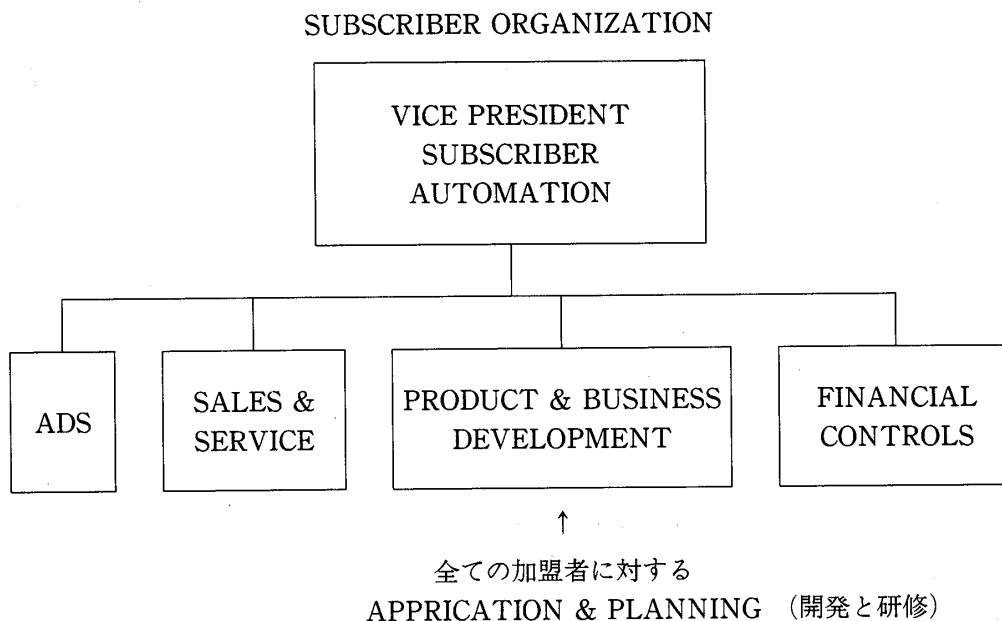 SUBSCRIBER ORGANIZATION
VICE PRESIDENT
SUBSCRIBER
AUTOMATION
ADS
SALES &
SERVICE
PRODUCT & BUSINESS
DEVELOPMENT
FINANCIAL
CONTROLS
↑
全ての加盟者に対する
APPRICATION & PLANNING (開発と研修)